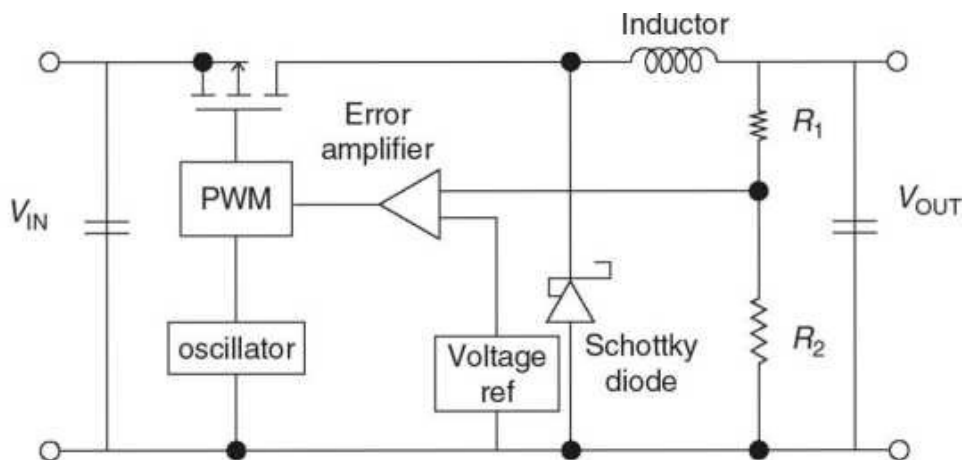 Inductor
Error
amplifier
R1
PWM
VIN
VOUT
oscillator
Voltage
ref
Schottky
diode
R2